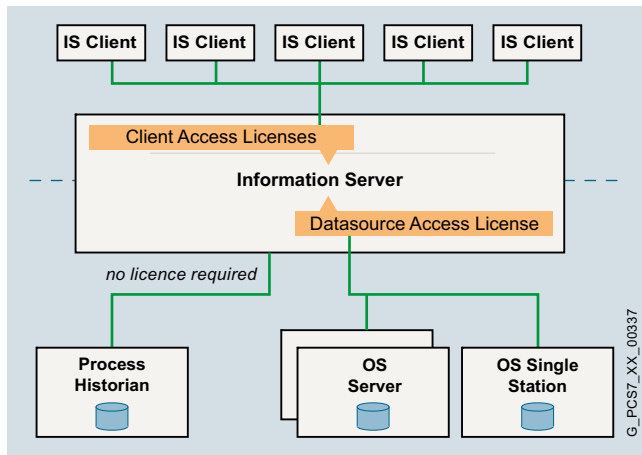 IS Client IS Client IS Client IS Client IS Client
Client Access Licenses
Information Server
Datasource Access License
no licence required
Process
Historian
OS
Server
OS Single
Station
G_PCS7_XX_00337